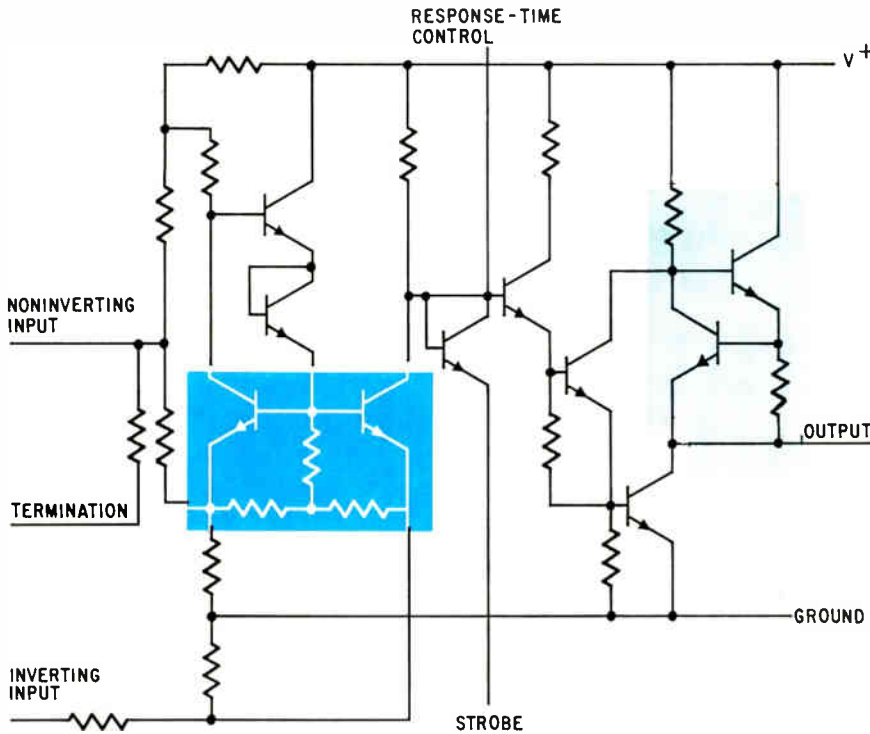 RESPONSE-TIME
CONTROL
V+
NONINVERTING
INPUT
OUTPUT
TERMINATION
GROUND
INVERTING
INPUT
STROBE